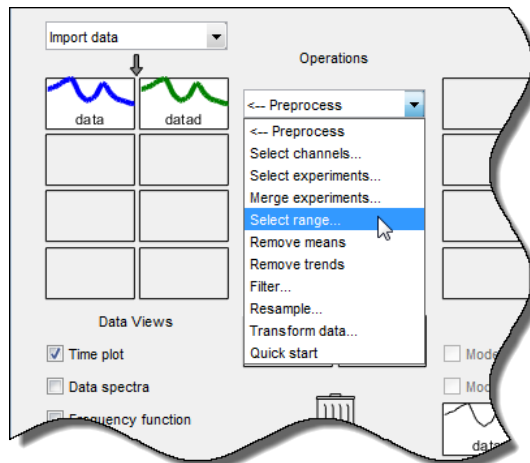 Import data
Operations
data
datad
<-- Preprocess
<-- Preprocess
Select channels...
Select experiments...
Merge experiments...
Select range...
Remove means
Remove trends
Filter...
Resample...
Transform data...
Quick start
Data Views
Time plot
Data spectra
Frequency function